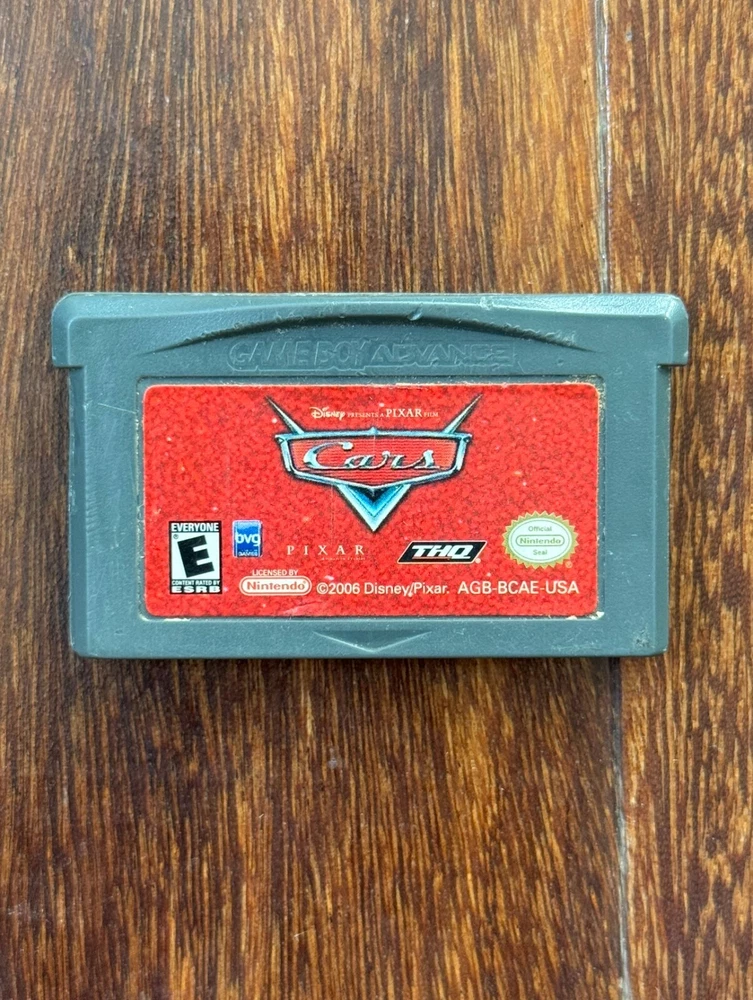 GAME BOY ADVANCE
Disney PRESENTS A PIXAR FILM
Cars
EVERYONE
E
CONTENT RATED BY
ESRB
bvg
GAMES
PIXAR
THQ
Official
Nintendo
Seal
LICENSED BY
Nintendo
©2006 Disney/Pixar. AGB-BCAE-USA